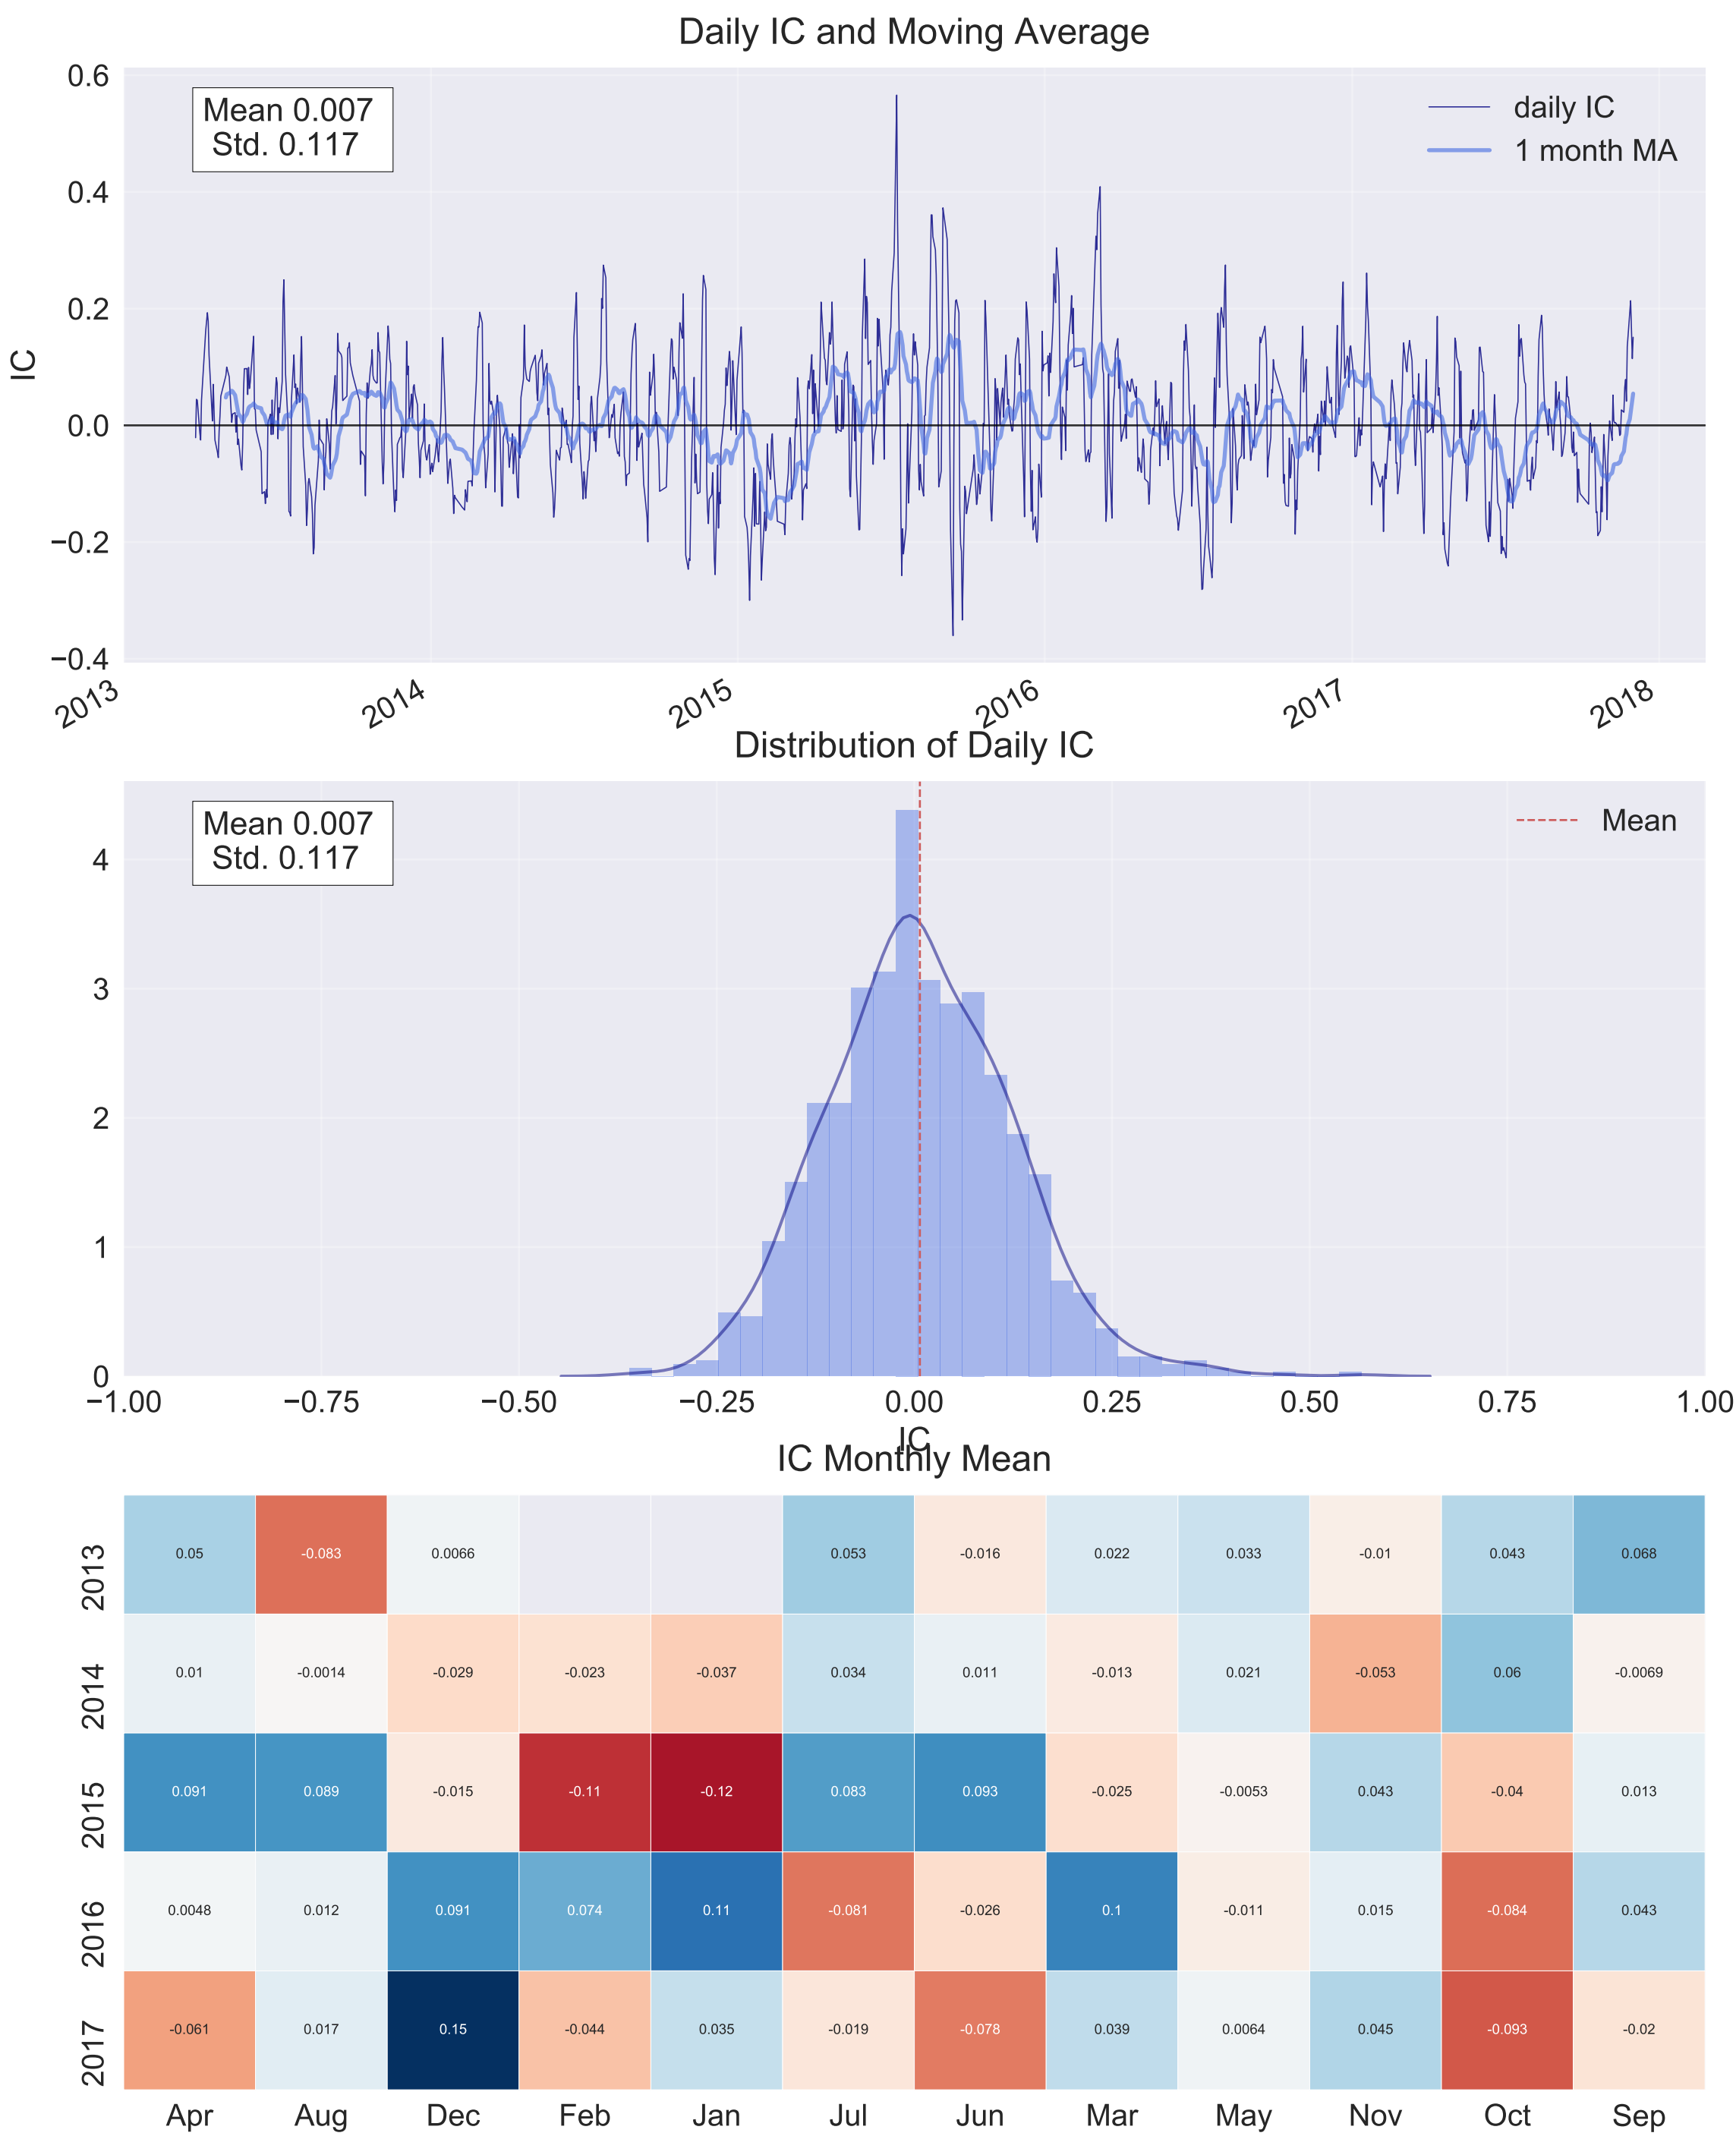 Daily IC and Moving Average
0.6
0.4
0.2
0.0
−0.2
−0.4
IC
Mean 0.007
Std. 0.117
daily IC
1 month MA
2013 2014 2015 2016 2017 2018
Distribution of Daily IC
Mean 0.007
Std. 0.117
Mean
4
3
2
1
0
−1.00 −0.75 −0.50 −0.25 0.00 0.25 0.50 0.75 1.00
IC
IC Monthly Mean
2013 0.05 -0.083 0.0066 0.053 -0.016 0.022 0.033 -0.01 0.043 0.068
2014 0.01 -0.0014 -0.029 -0.023 -0.037 0.034 0.011 -0.013 0.021 -0.053 0.06 -0.0069
2015 0.091 0.089 -0.015 -0.11 -0.12 0.083 0.093 -0.025 -0.0053 0.043 -0.04 0.013
2016 0.0048 0.012 0.091 0.074 0.11 -0.081 -0.026 0.1 -0.011 0.015 -0.084 0.043
2017 -0.061 0.017 0.15 -0.044 0.035 -0.019 -0.078 0.039 0.0064 0.045 -0.093 -0.02
Apr Aug Dec Feb Jan Jul Jun Mar May Nov Oct Sep